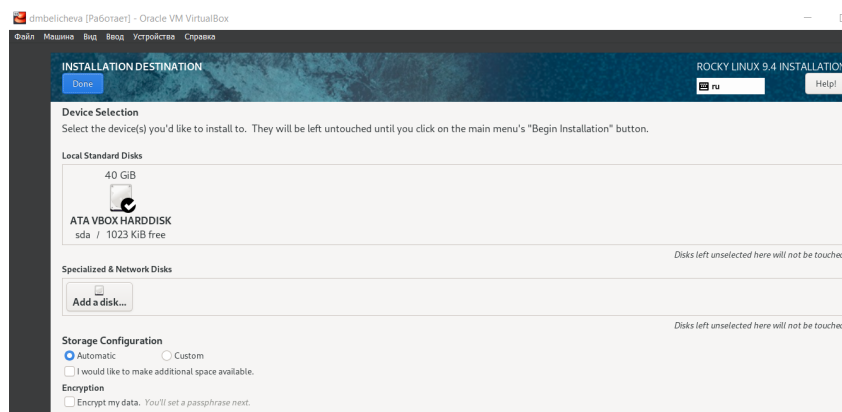 dmbelicheva [Работает] - Oracle VM VirtualBox
Файл Машина Вид Ввод Устройства Справка
INSTALLATION DESTINATION
ROCKY LINUX 9.4 INSTALLATION
Done
ru
Help!
Device Selection
Select the device(s) you'd like to install to. They will be left untouched until you click on the main menu's "Begin Installation" button.
Local Standard Disks
40 GiB
ATA VBOX HARDDISK
sda / 1023 KiB free
Disks left unselected here will not be touched
Specialized & Network Disks
Add a disk...
Disks left unselected here will not be touched
Storage Configuration
Automatic Custom
I would like to make additional space available.
Encryption
Encrypt my data. You'll set a passphrase next.